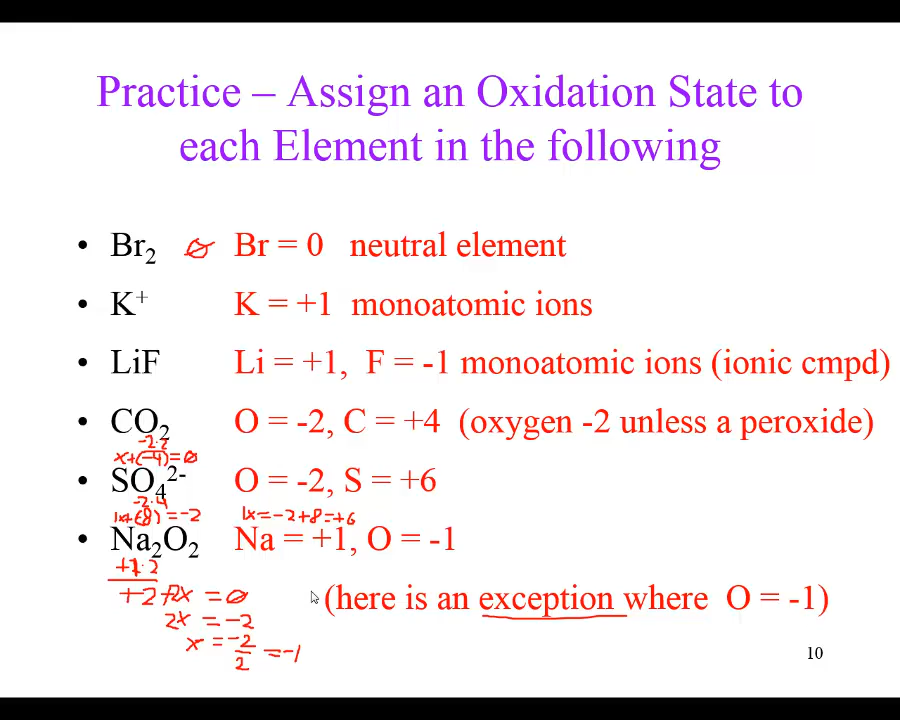 Practice – Assign an Oxidation State to
each Element in the following
• Br₂ ∅ Br = 0 neutral element
• K⁺ K = +1 monoatomic ions
• LiF Li = +1, F = -1 monoatomic ions (ionic cmpd)
• CO₂ O = -2, C = +4 (oxygen -2 unless a peroxide)
-2·2
x+(-4)=0
• SO₄²⁻ O = -2, S = +6
-2·4
1x+(-8)=-2 1x=-2+8=+6
• Na₂O₂ Na = +1, O = -1
+1·2
+2+2x=0 (here is an exception where O = -1)
2x = -2
x = -2/2 = -1
10